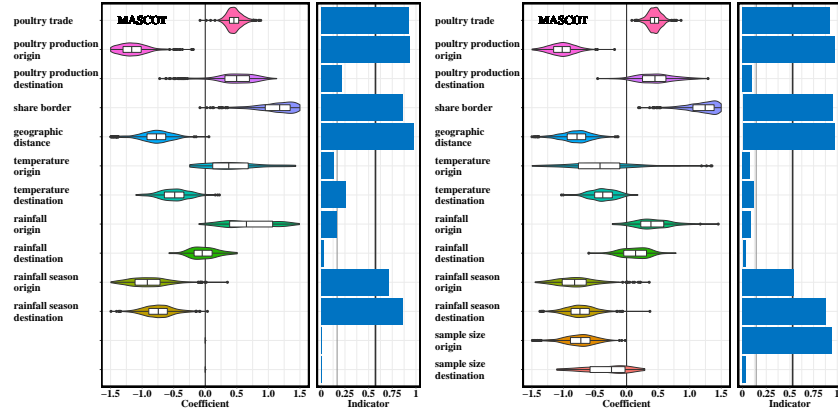 poultry trade
MASCOT
poultry production
origin
poultry production
destination
share border
geographic
distance
temperature
origin
temperature
destination
rainfall
origin
rainfall
destination
rainfall season
origin
rainfall season
destination
−1.5 −1.0 −0.5 0.0 0.5 1.0 1.5
Coefficient
0 0.25 0.5 0.75 1
Indicator
poultry trade
MASCOT
poultry production
origin
poultry production
destination
share border
geographic
distance
temperature
origin
temperature
destination
rainfall
origin
rainfall
destination
rainfall season
origin
rainfall season
destination
sample size
origin
sample size
destination
−1.5 −1.0 −0.5 0.0 0.5 1.0 1.5
Coefficient
0 0.25 0.5 0.75 1
Indicator